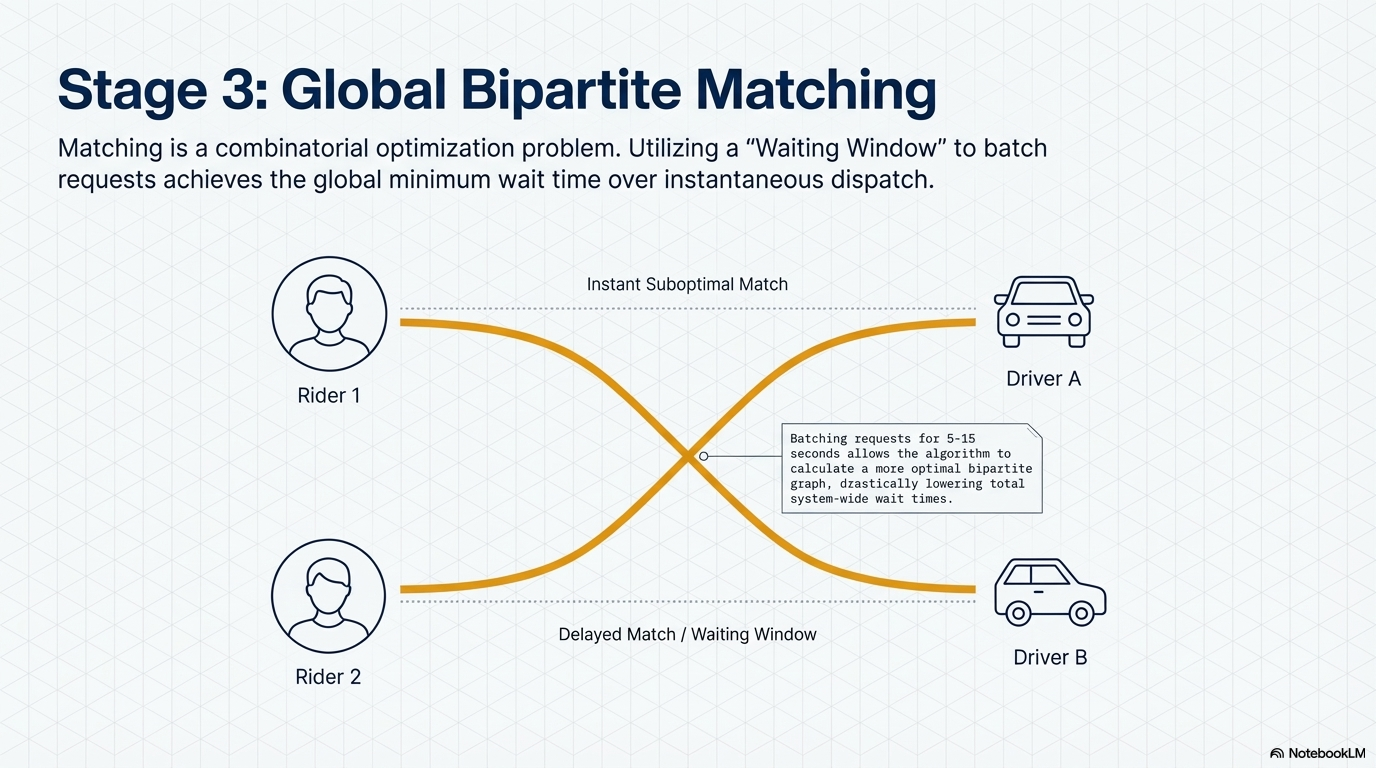 Stage 3: Global Bipartite Matching
Matching is a combinatorial optimization problem. Utilizing a “Waiting Window” to batch
requests achieves the global minimum wait time over instantaneous dispatch.
Instant Suboptimal Match
Rider 1
Driver A
Batching requests for 5-15
seconds allows the algorithm to
calculate a more optimal bipartite
graph, drastically lowering total
system-wide wait times.
Delayed Match / Waiting Window
Rider 2
Driver B
NotebookLM